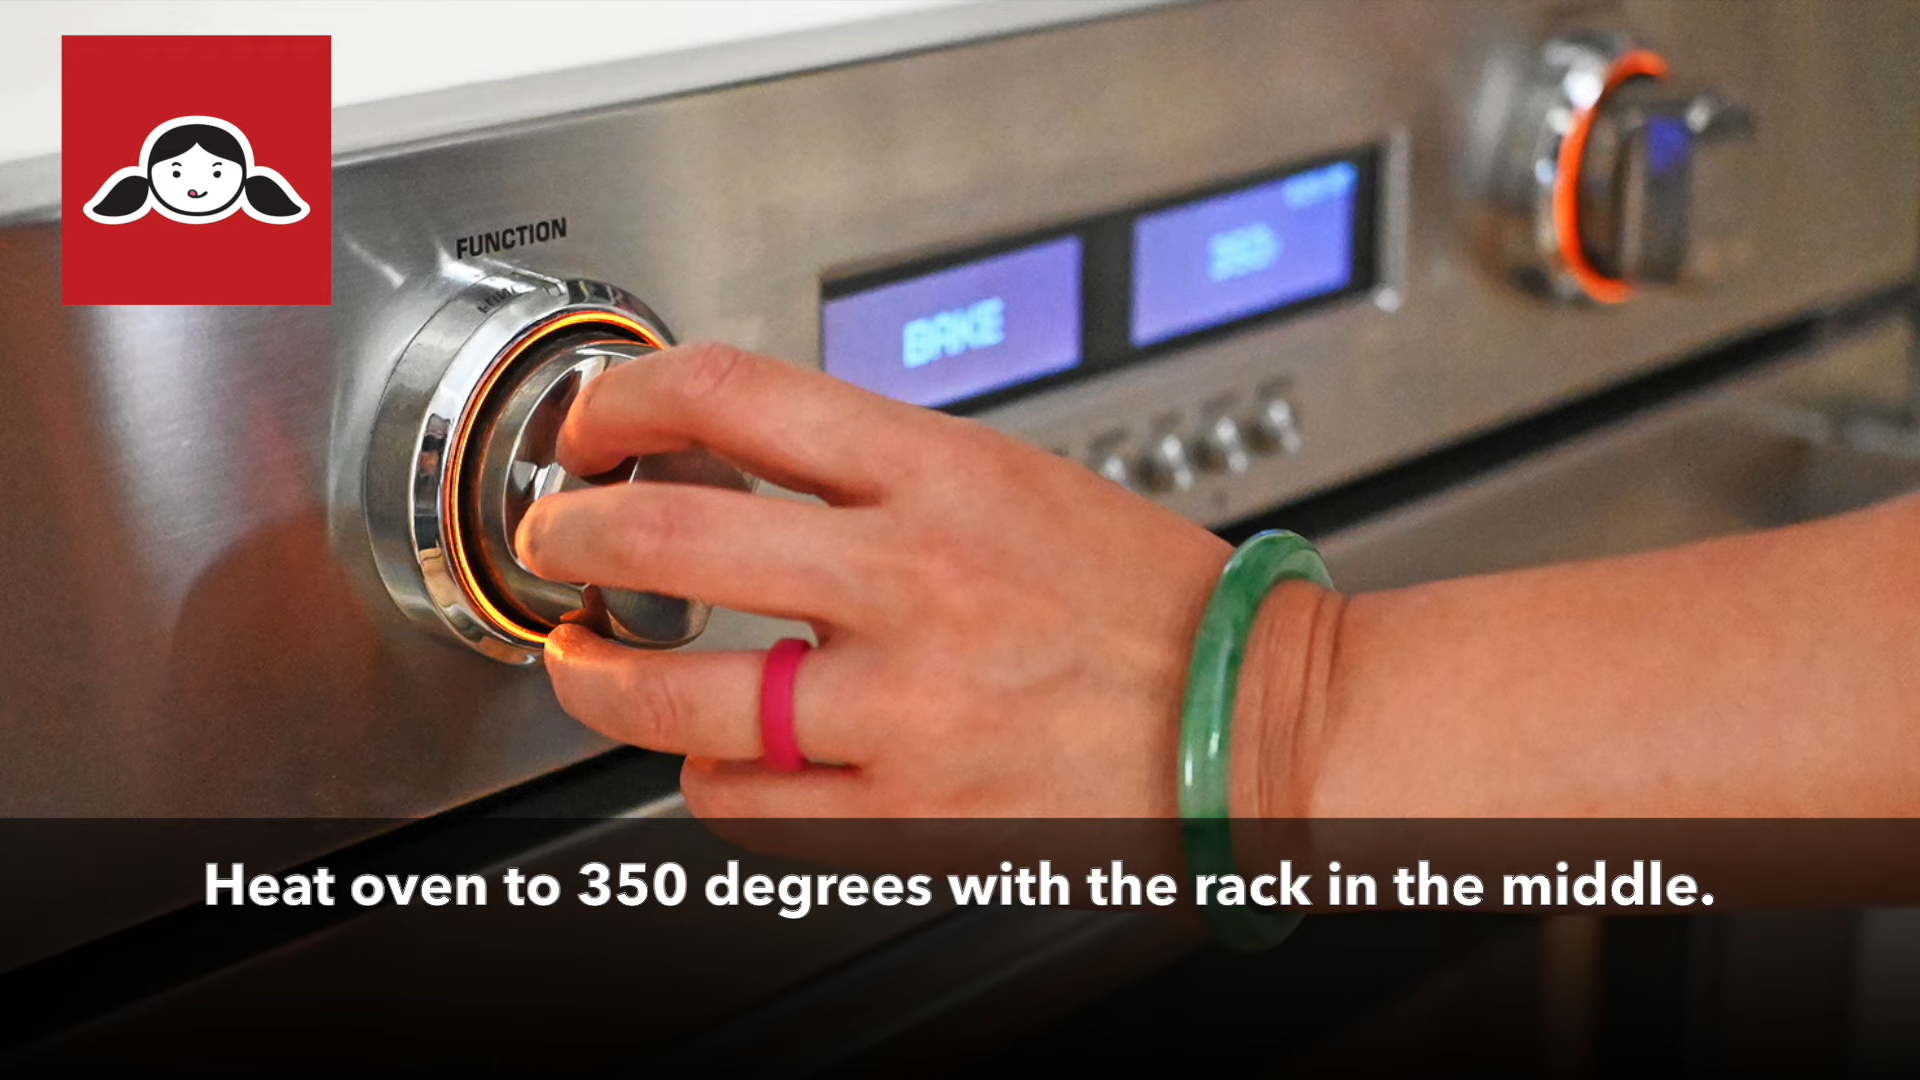 FUNCTION
BAKE
350
Heat oven to 350 degrees with the rack in the middle.